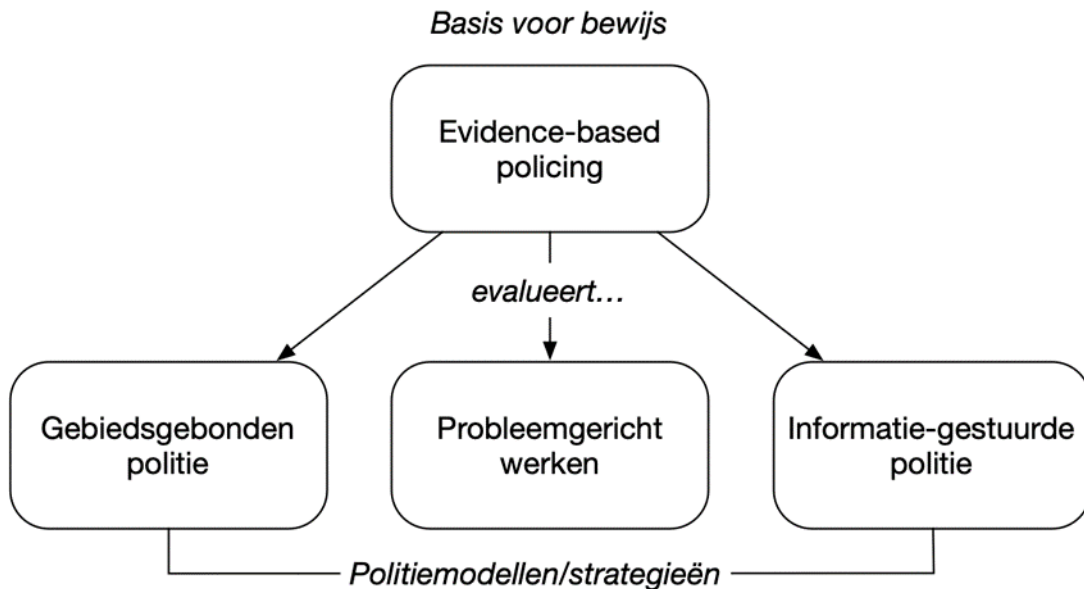 Basis voor bewijs
Evidence-based
policing
evalueert...
Gebiedsgebonden
politie
Probleemgericht
werken
Informatie-gestuurde
politie
Politiemodellen/strategieën